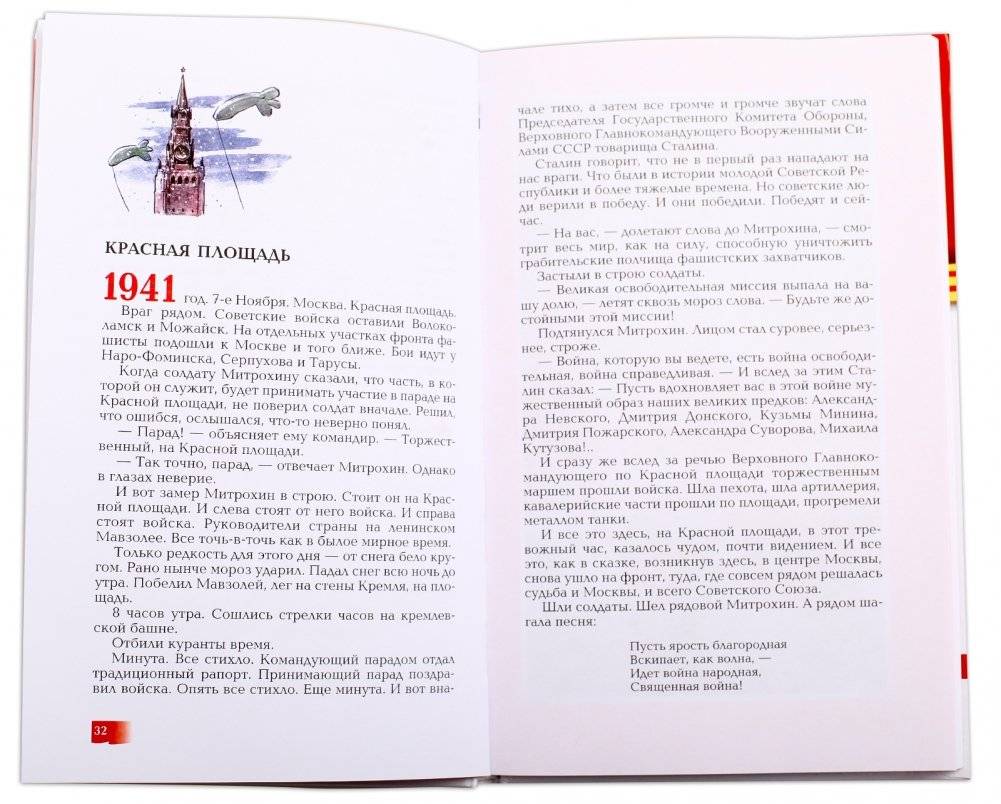 КРАСНАЯ ПЛОЩАДЬ
1941 год. 7-е Ноября. Москва. Красная площадь.
Враг рядом. Советские войска оставили Волоко-
ламск и Можайск. На отдельных участках фронта фа-
шисты подошли к Москве и того ближе. Бои идут у
Наро-Фоминска, Серпухова и Тарусы.
Когда солдату Митрохину сказали, что часть, в ко-
торой он служит, будет принимать участие в параде на
Красной площади, не поверил солдат вначале. Решил,
что ошибся, ослышался, что-то неверно понял.
— Парад! — объясняет ему командир. — Торжест-
венный, на Красной площади.
— Так точно, парад, — отвечает Митрохин. Однако
в глазах неверие.
И вот замер Митрохин в строю. Стоит он на Крас-
ной площади. И слева стоят от него войска. И справа
стоят войска. Руководители страны на ленинском
Мавзолее. Все точь-в-точь как в былое мирное время.
Только редкость для этого дня — от снега бело кру-
гом. Рано нынче мороз ударил. Падал снег всю ночь до
утра. Побелил Мавзолей, лег на стены Кремля, на пло-
щадь.
8 часов утра. Сошлись стрелки часов на кремлев-
ской башне.
Отбили куранты время.
Минута. Все стихло. Командующий парадом отдал
традиционный рапорт. Принимающий парад поздра-
вил войска. Опять все стихло. Еще минута. И вот вна-
32
чале тихо, а затем все громче и громче звучат слова
Председателя Государственного Комитета Обороны,
Верховного Главнокомандующего Вооруженными Си-
лами СССР товарища Сталина.
Сталин говорит, что не в первый раз нападают на
нас враги. Что были в истории молодой Советской Рес-
публики и более тяжелые времена. Но советские лю-
ди верили в победу. И они победили. Победят и сей-
час.
— На вас, — долетают слова до Митрохина, — смо-
трит весь мир, как на силу, способную уничтожить
грабительские полчища фашистских захватчиков.
Застыли в строю солдаты.
— Великая освободительная миссия выпала на ва-
шу долю, — летят сквозь мороз слова. — Будьте же до-
стойными этой миссии!
Подтянулся Митрохин. Лицом стал суровее, серьез-
нее, строже.
— Война, которую вы ведете, есть война освободи-
тельная, война справедливая. — И вслед за этим Ста-
лин сказал: — Пусть вдохновляет вас в этой войне му-
жественный образ наших великих предков: Александ-
ра Невского, Дмитрия Донского, Кузьмы Минина,
Дмитрия Пожарского, Александра Суворова, Михаила
Кутузова!..
И сразу же вслед за речью Верховного Главноко-
мандующего по Красной площади торжественным
маршем прошли войска. Шла пехота, шла артиллерия,
кавалерийские части прошли по площади, прогремели
металлом танки.
И все это здесь, на Красной площади, в этот тре-
вожный час, казалось чудом, почти видением. И все
это, как в сказке, возникнув здесь, в центре Москвы,
снова ушло на фронт, туда, где совсем рядом решалась
судьба и Москвы, и всего Советского Союза.
Шли солдаты. Шел рядовой Митрохин. А рядом ша-
гала песня:
Пусть ярость благородная
Вскипает, как волна, —
Идет война народная,
Священная война!